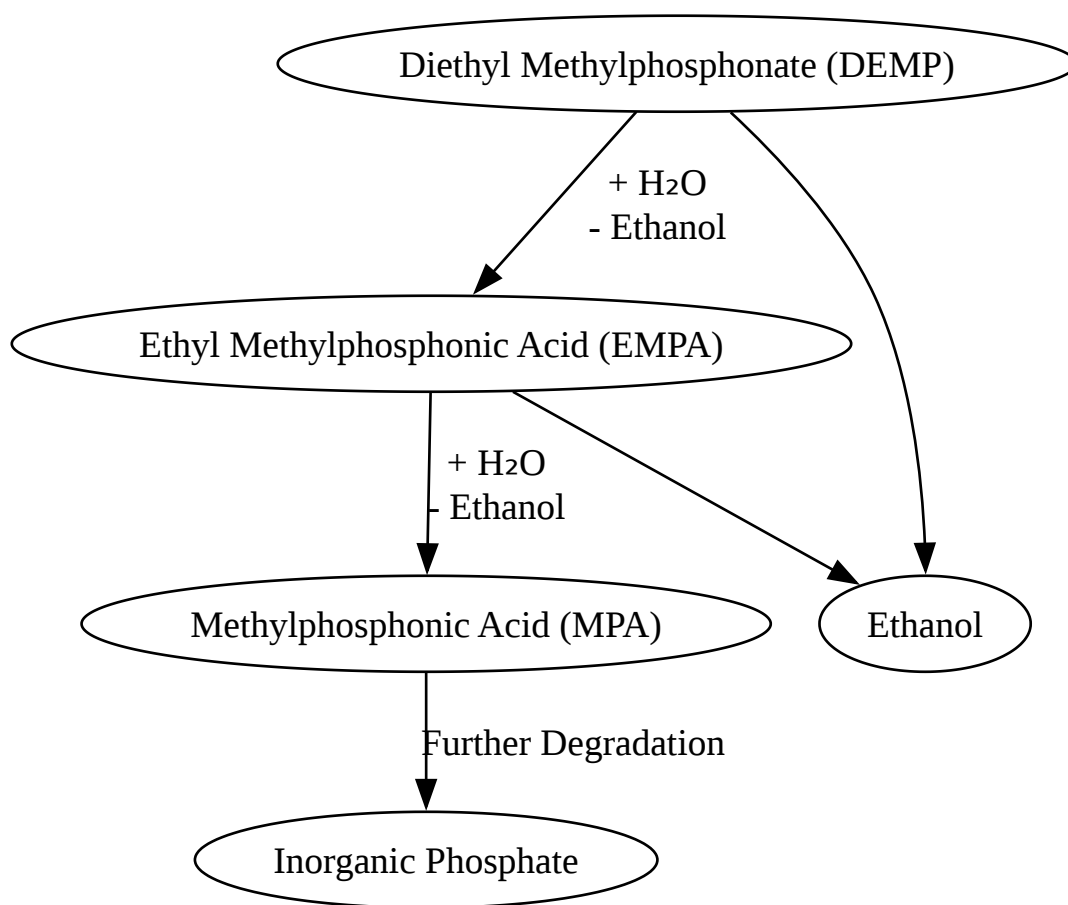 Diethyl Methylphosphonate (DEMP)
+ H₂O
- Ethanol
Ethyl Methylphosphonic Acid (EMPA)
+ H₂O
- Ethanol
Methylphosphonic Acid (MPA)
Ethanol
Further Degradation
Inorganic Phosphate